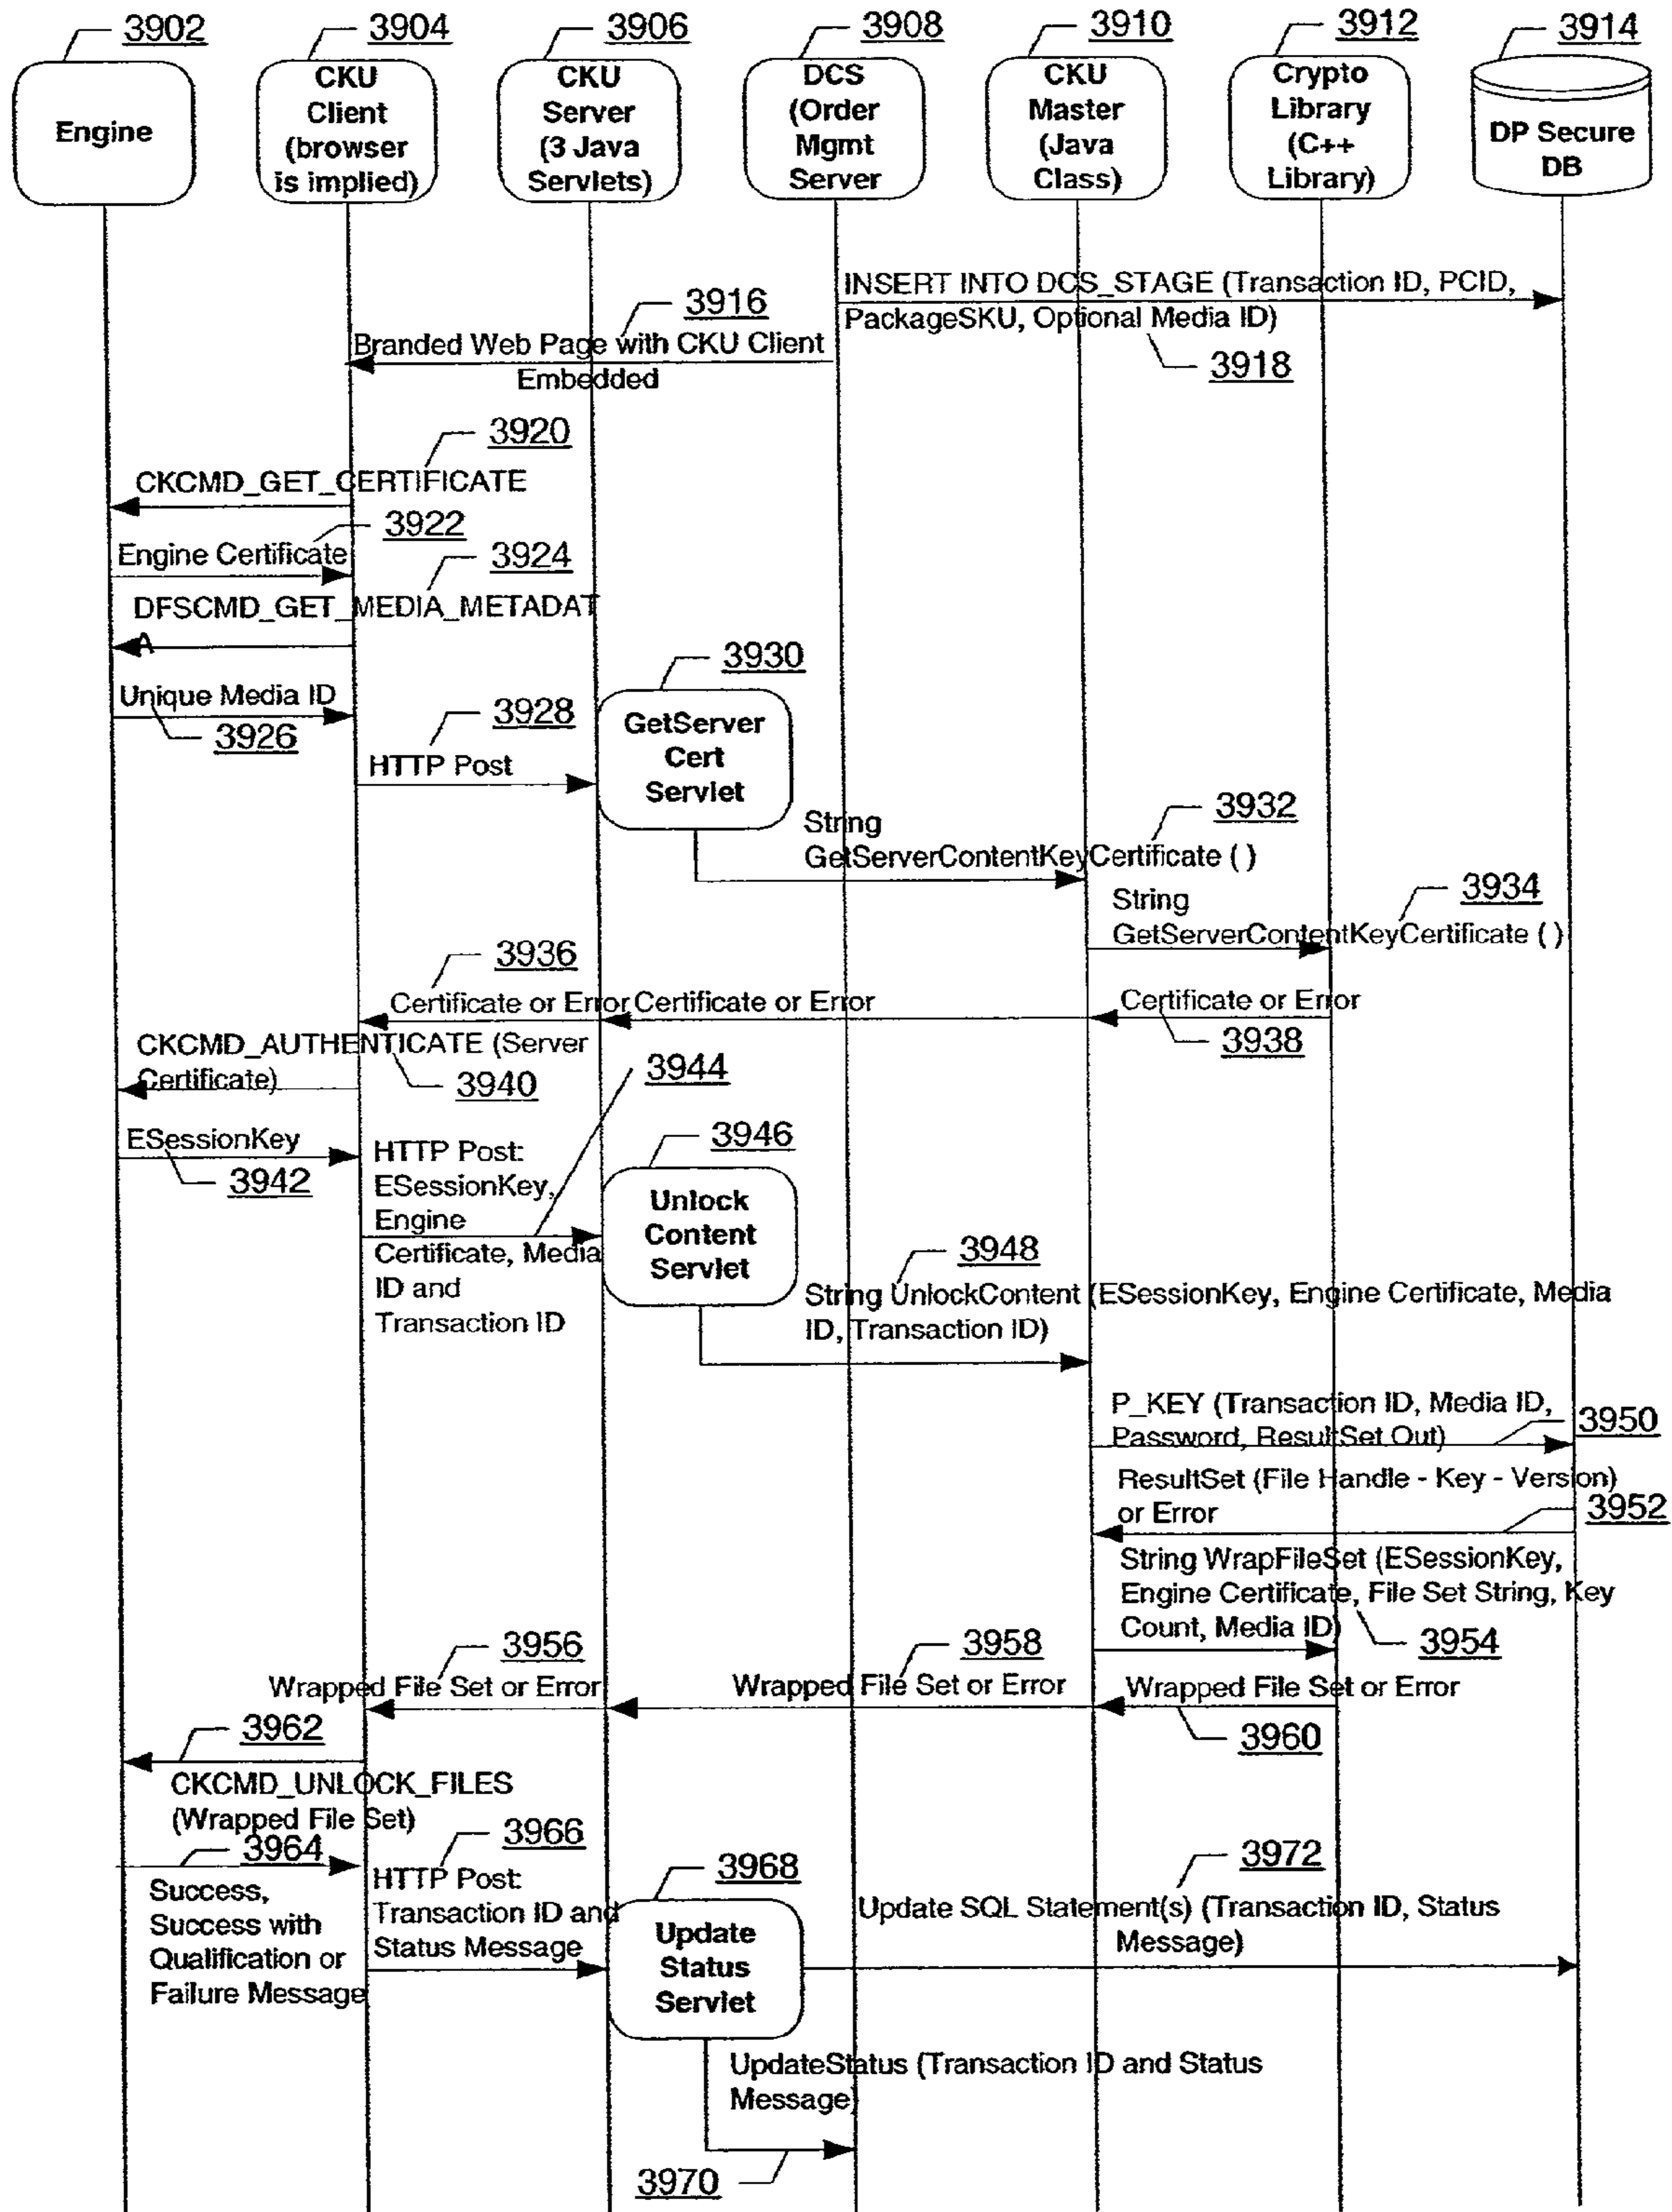 3902
3904
3906
3908
3910
3912
3914
Engine
CKU
Client
(browser
is implied)
CKU
Server
(3 Java
Servlets)
DCS
(Order
Mgmt
Server
CKU
Master
(Java
Class)
Crypto
Library
(C++
Library)
DP Secure
DB
INSERT INTO DCS_STAGE (Transaction ID, PCID,
PackageSKU, Optional Media ID)
3916
3918
Branded Web Page with CKU Client
Embedded
3920
CKCMD_GET_CERTIFICATE
3922
Engine Certificate
3924
DFSCMD_GET_MEDIA_METADAT
A
Unique Media ID
3926
3928
HTTP Post
3930
GetServer
Cert
Servlet
3932
String
GetServerContentKeyCertificate ( )
3934
String
GetServerContentKeyCertificate ( )
3936
Certificate or Error
Certificate or Error
Certificate or Error
3938
CKCMD_AUTHENTICATE (Server
Certificate)
3940
3944
ESessionKey
3942
HTTP Post:
ESessionKey,
Engine
Certificate, Media
ID and
Transaction ID
3946
Unlock
Content
Servlet
3948
String UnlockContent (ESessionKey, Engine Certificate, Media
ID, Transaction ID)
P_KEY (Transaction ID, Media ID,
Password, ResultSet Out)
3950
ResultSet (File Handle - Key - Version)
or Error
3952
String WrapFileSet (ESessionKey,
Engine Certificate, File Set String, Key
Count, Media ID)
3954
3956
Wrapped File Set or Error
3958
Wrapped File Set or Error
Wrapped File Set or Error
3960
3962
CKCMD_UNLOCK_FILES
(Wrapped File Set)
3964
Success,
Success with
Qualification or
Failure Message
3966
HTTP Post:
Transaction ID and
Status Message
3968
Update
Status
Servlet
3972
Update SQL Statement(s) (Transaction ID, Status
Message)
UpdateStatus (Transaction ID and Status
Message)
3970